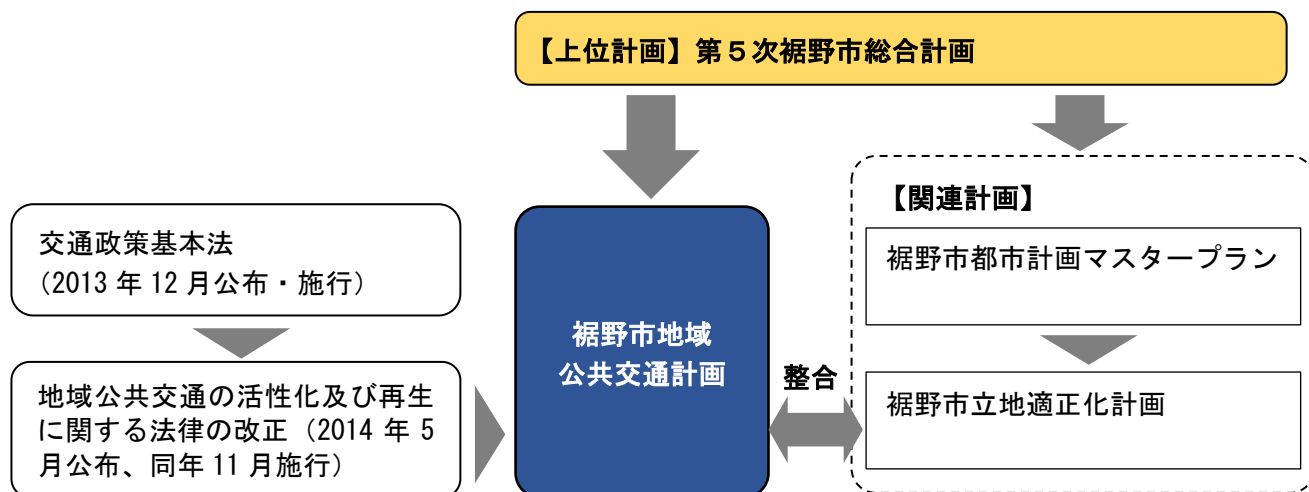 【上位計画】第５次裾野市総合計画
交通政策基本法
（2013 年 12 月公布・施行）
地域公共交通の活性化及び再生
に関する法律の改正（2014 年 5
月公布、同年 11 月施行）
裾野市地域
公共交通計画
整合
【関連計画】
裾野市都市計画マスタープラン
裾野市立地適正化計画